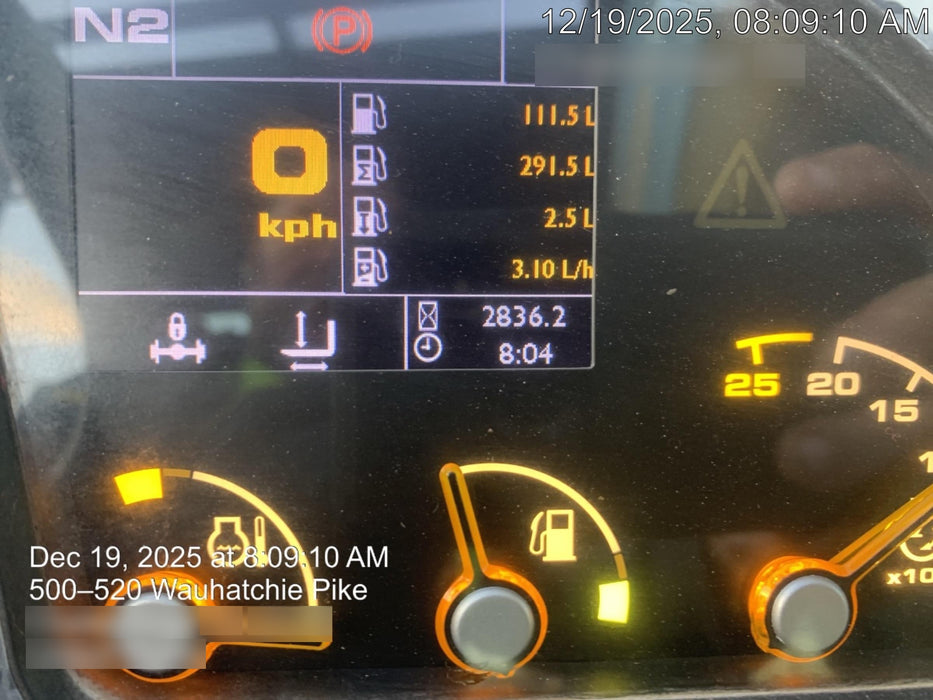 12/19/2025, 08:09:10 AM
N2
P
111.5 L
291.5 L
0
kph
2.5 L
3.10 L/h
2836.2
8:04
25
20
15
x10
Dec 19, 2025 at 8:09:10 AM
500–520 Wauhatchie Pike